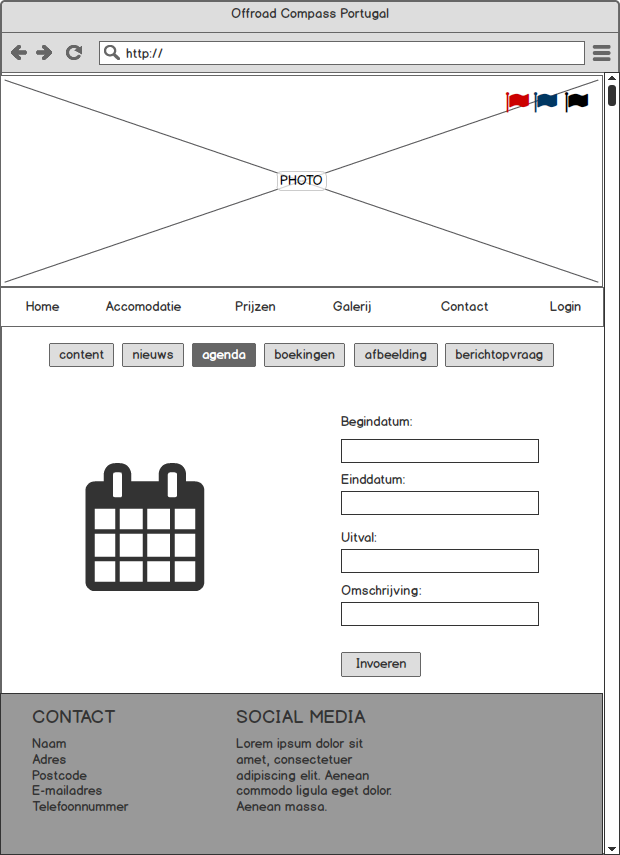 Offroad Compass Portugal
http://
PHOTO
Home Accomodatie Prijzen Galerij Contact Login
content nieuws agenda boekingen afbeelding berichtopvraag
Begindatum:
Einddatum:
Uitval:
Omschrijving:
Invoeren
CONTACT
Naam
Adres
Postcode
E-mailadres
Telefoonnummer
SOCIAL MEDIA
Lorem ipsum dolor sit
amet, consectetuer
adipiscing elit. Aenean
commodo ligula eget dolor.
Aenean massa.